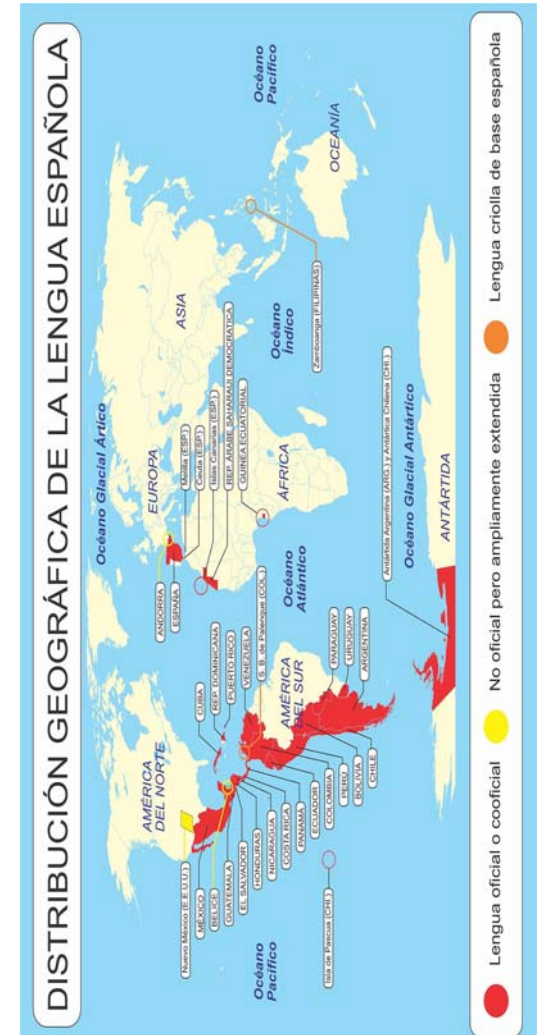 DISTRIBUCIÓN GEOGRÁFICA DE LA LENGUA ESPAÑOLA
Océano Glacial Ártico
AMÉRICA
DEL NORTE
EUROPA
ASIA
Océano
Pacífico
OCEANÍA
ÁFRICA
Océano
Índico
Océano
Atlántico
AMÉRICA
DEL SUR
Océano
Pacífico
Océano Glacial Antártico
ANTÁRTIDA
Nuevo México (E.E.U.U.)
MÉXICO
BELICE
GUATEMALA
EL SALVADOR
HONDURAS
NICARAGUA
COSTA RICA
PANAMÁ
ECUADOR
COLOMBIA
PERÚ
BOLIVIA
CHILE
Isla de Pascua (CHI.)
CUBA
REP. DOMINICANA
PUERTO RICO
VENEZUELA
S. B. de Palenque (COL.)
PARAGUAY
URUGUAY
ARGENTINA
ANDORRA
ESPAÑA
Melilla (ESP.)
Ceuta (ESP.)
Islas Canarias (ESP.)
REP. ÁRABE SAHARAUI DEMOCRÁTICA
GUINEA ECUATORIAL
Zamboanga (FILIPINAS)
Antártida Argentina (ARG.) y Antártica Chilena (CHI.)
Lengua oficial o cooficial
No oficial pero ampliamente extendida
Lengua criolla de base española